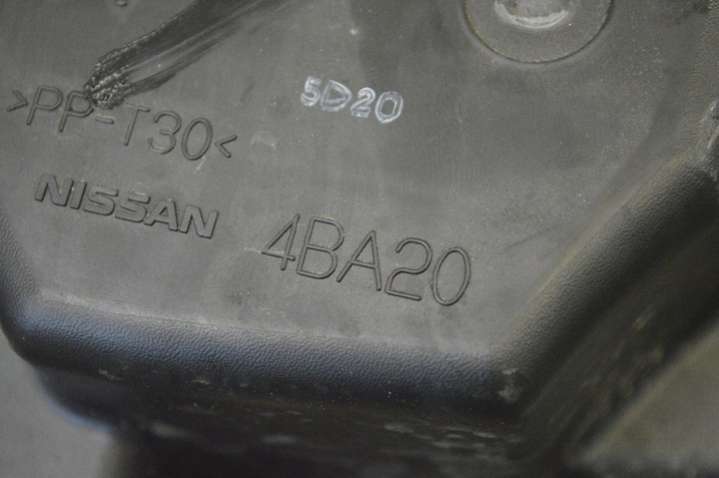 5D20
>PP-T30<
NISSAN
4BA20